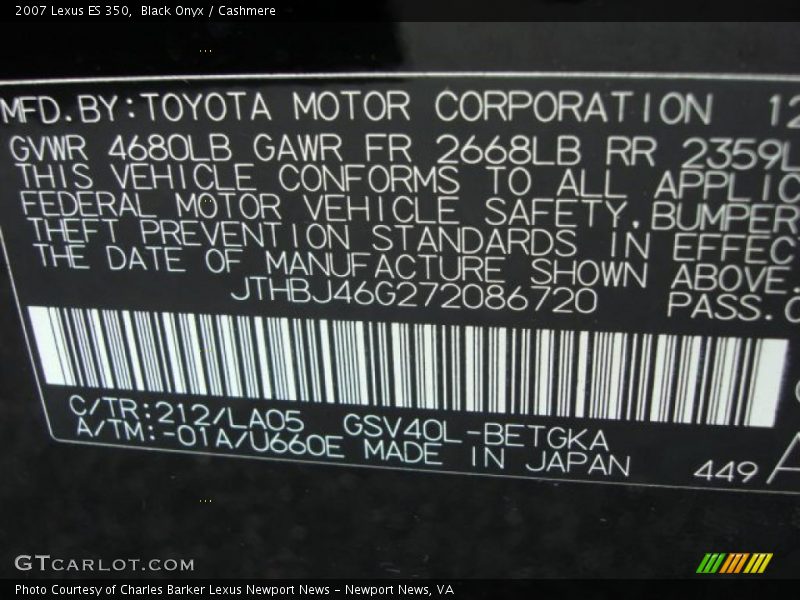 2007 Lexus ES 350, Black Onyx / Cashmere
MFD.BY:TOYOTA MOTOR CORPORATION 12
GVWR 4680LB GAWR FR 2668LB RR 2359L
THIS VEHICLE CONFORMS TO ALL APPLIC
FEDERAL MOTOR VEHICLE SAFETY,BUMPER
THEFT PREVENTION STANDARDS IN EFFEC
THE DATE OF MANUFACTURE SHOWN ABOVE.
JTHBJ46G272086720 PASS.C
C/TR:212/LA05 GSV40L-BETGKA
A/TM:-01A/U660E MADE IN JAPAN 449 A
GTCARLOT.COM
Photo Courtesy of Charles Barker Lexus Newport News - Newport News, VA